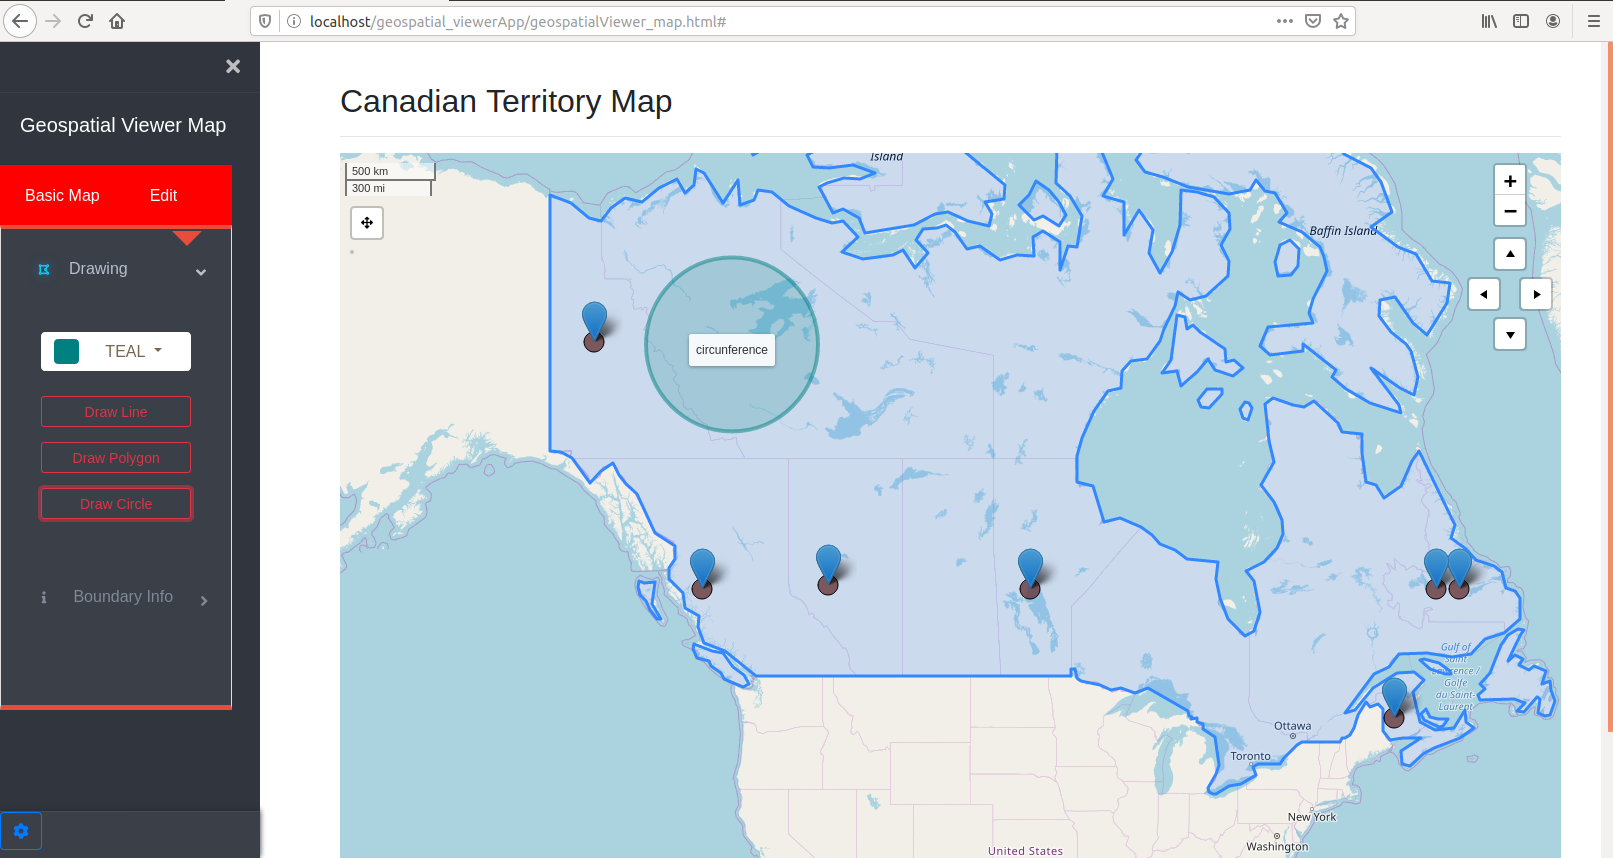 localhost/geospatial_viewerApp/geospatialViewer_map.html#
Geospatial Viewer Map
Basic Map
Edit
Drawing
TEAL
Draw Line
Draw Polygon
Draw Circle
Boundary Info
Canadian Territory Map
500 km
300 mi
Island
+
−
Baffin Island
circunference
Gulf of
Saint
Lawrence /
Golfe
du Saint-
Laurent
Ottawa
Toronto
New York
Washington
United States